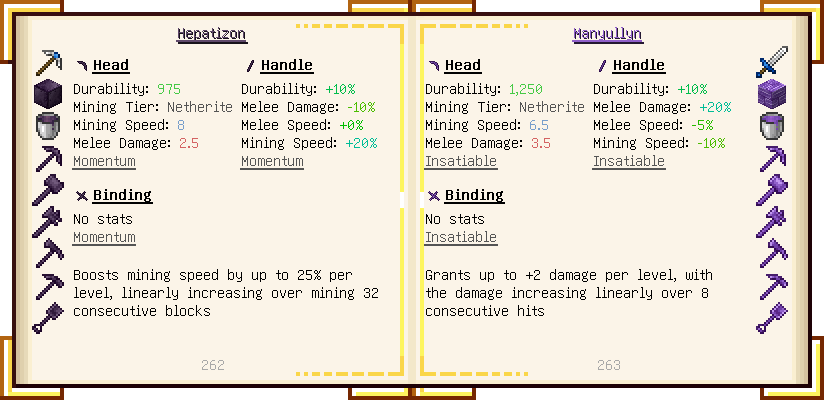 Hepatizon
Head
Handle
Durability: 975
Durability: +10%
Mining Tier: Netherite
Melee Damage: -10%
Mining Speed: 8
Melee Speed: +0%
Melee Damage: 2.5
Mining Speed: +20%
Momentum
Momentum
Binding
No stats
Momentum
Boosts mining speed by up to 25% per
level, linearly increasing over mining 32
consecutive blocks
262
Manyullyn
Head
Handle
Durability: 1,250
Durability: +10%
Mining Tier: Netherite
Melee Damage: +20%
Mining Speed: 6.5
Melee Speed: -5%
Melee Damage: 3.5
Mining Speed: -10%
Insatiable
Insatiable
Binding
No stats
Insatiable
Grants up to +2 damage per level, with
the damage increasing linearly over 8
consecutive hits
263